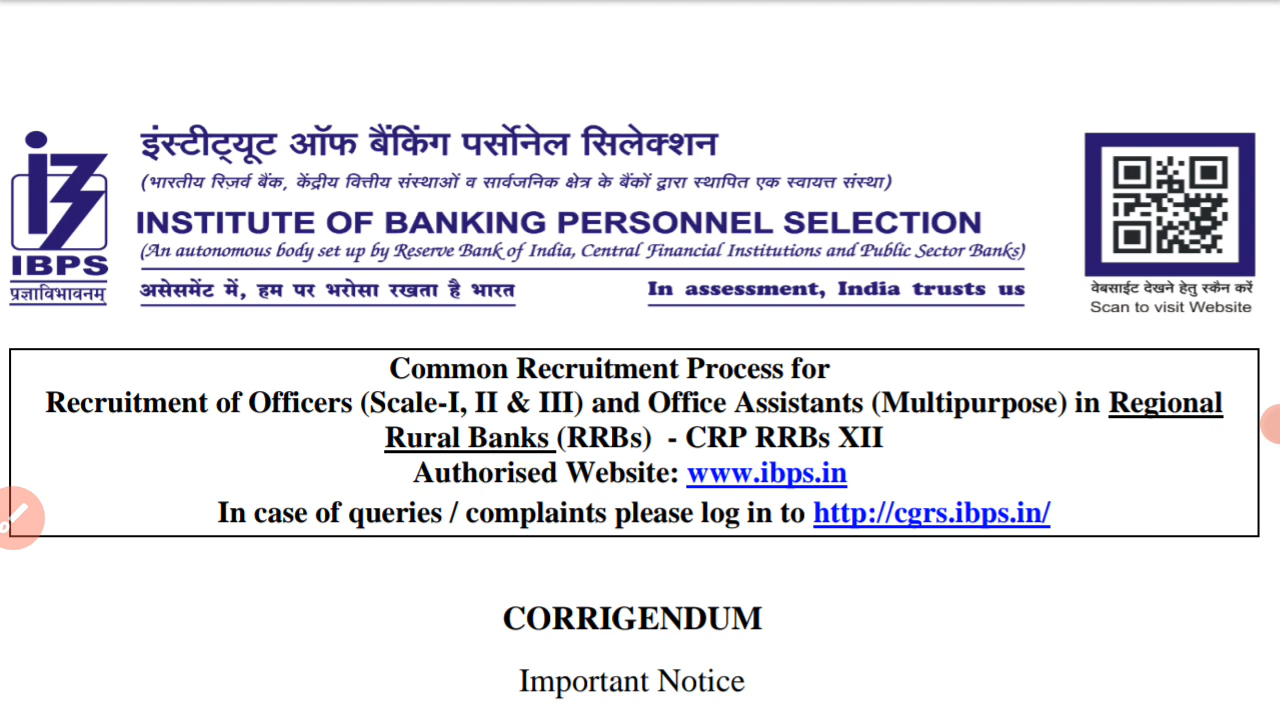 इंस्टीट्यूट ऑफ बैंकिंग पर्सोनेल सिलेक्शन
(भारतीय रिज़र्व बैंक, केंद्रीय वित्तीय संस्थाओं व सार्वजनिक क्षेत्र के बैंकों द्वारा स्थापित एक स्वायत्त संस्था)
INSTITUTE OF BANKING PERSONNEL SELECTION
(An autonomous body set up by Reserve Bank of India, Central Financial Institutions and Public Sector Banks)
IBPS
प्रज्ञाविभावनम्
असेसमेंट में, हम पर भरोसा रखता है भारत
In assessment, India trusts us
वेबसाईट देखने हेतु स्कैन करें
Scan to visit Website
Common Recruitment Process for
Recruitment of Officers (Scale-I, II & III) and Office Assistants (Multipurpose) in Regional
Rural Banks (RRBs) - CRP RRBs XII
Authorised Website: www.ibps.in
In case of queries / complaints please log in to http://cgrs.ibps.in/
CORRIGENDUM
Important Notice